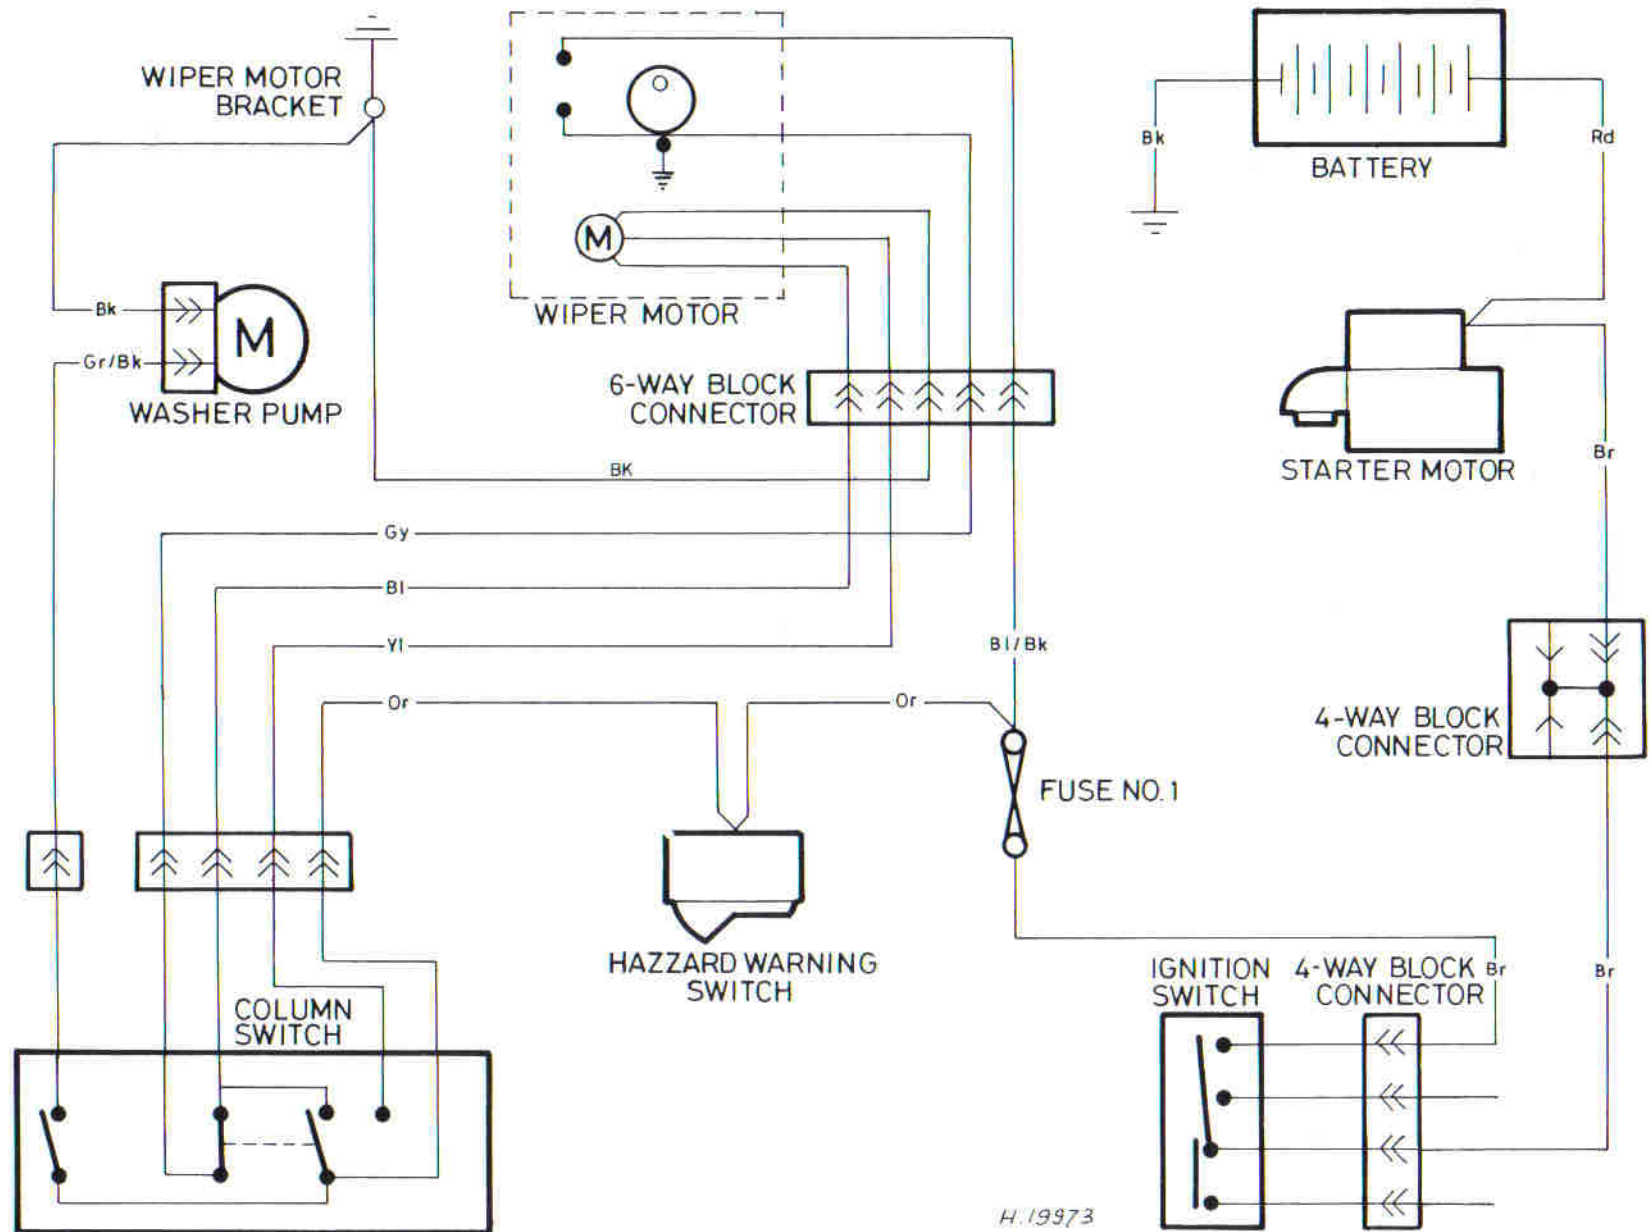 WIPER MOTOR
BRACKET
Bk
Rd
BATTERY
M
Bk
M
WIPER MOTOR
Gr/Bk
WASHER PUMP
6-WAY BLOCK
CONNECTOR
STARTER MOTOR
Br
BK
Gy
Bl
Yl
Bl/Bk
Or
Or
4-WAY BLOCK
CONNECTOR
FUSE NO.1
HAZZARD WARNING
SWITCH
IGNITION
SWITCH
4-WAY BLOCK
CONNECTOR
Br
Br
COLUMN
SWITCH
H.19973